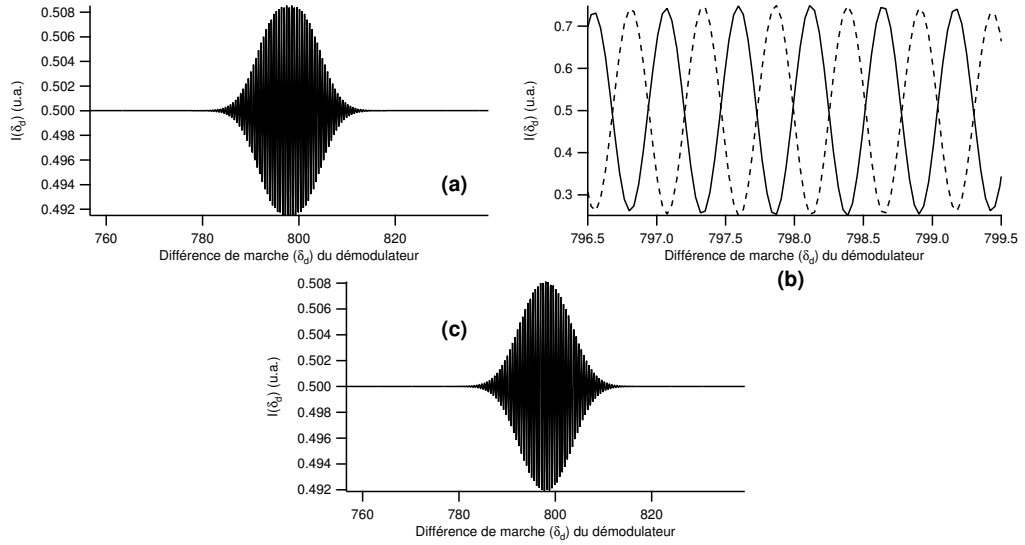 0.508
0.506
0.504
0.502
0.500
0.498
0.496
0.494
0.492
I(δd) (u.a.)
(a)
760 780 800 820
Différence de marche (δd) du démodulateur
0.7
0.6
0.5
0.4
0.3
I(δd) (u.a.)
796.5 797.0 797.5 798.0 798.5 799.0 799.5
Différence de marche (δd) du démodulateur
(b)
0.508
0.506
0.504
0.502
0.500
0.498
0.496
0.494
0.492
I(δd) (u.a.)
(c)
760 780 800 820
Différence de marche (δd) du démodulateur